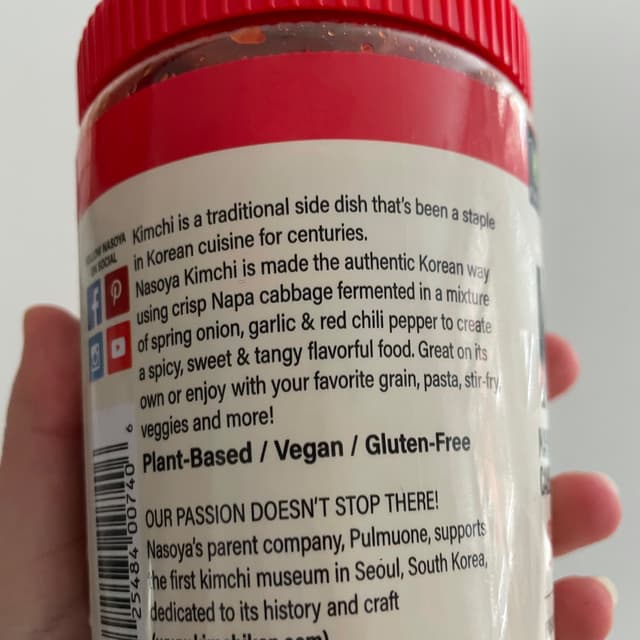 Kimchi is a traditional side dish that's been a staple
in Korean cuisine for centuries.
Nasoya Kimchi is made the authentic Korean way
using crisp Napa cabbage fermented in a mixture
of spring onion, garlic & red chili pepper to create
a spicy, sweet & tangy flavorful food. Great on its
own or enjoy with your favorite grain, pasta, stir-fry,
veggies and more!
Plant-Based / Vegan / Gluten-Free
OUR PASSION DOESN'T STOP THERE!
Nasoya's parent company, Pulmuone, supports
the first kimchi museum in Seoul, South Korea,
dedicated to its history and craft
NASOYA
ON SOCIAL
25484 00740 6